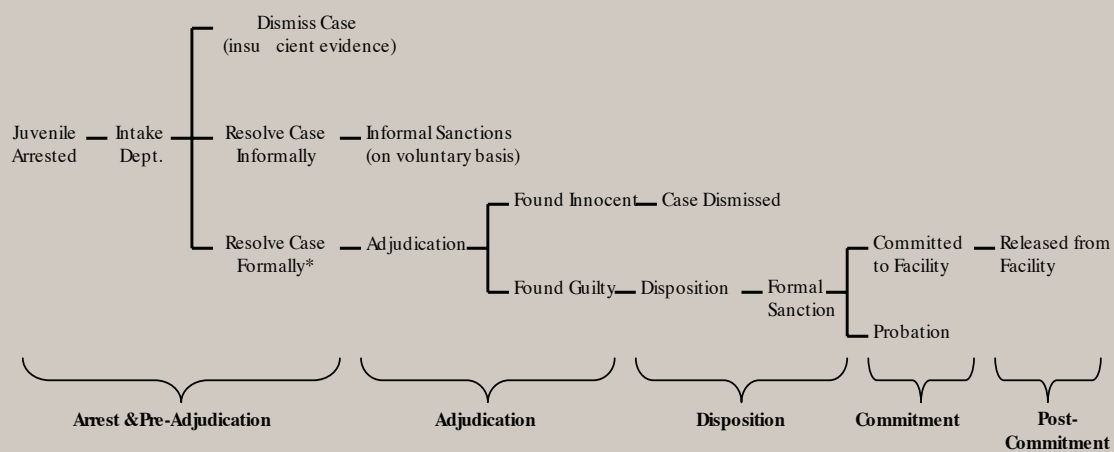 Dismiss Case
(insu cient evidence)
Juvenile
Arrested
Intake
Dept.
Resolve Case
Informally
Informal Sanctions
(on voluntary basis)
Found Innocent
Case Dismissed
Resolve Case
Formally*
Adjudication
Committed
to Facility
Released from
Facility
Found Guilty
Disposition
Formal
Sanction
Probation
Arrest &Pre-Adjudication
Adjudication
Disposition
Commitment
Post-
Commitment